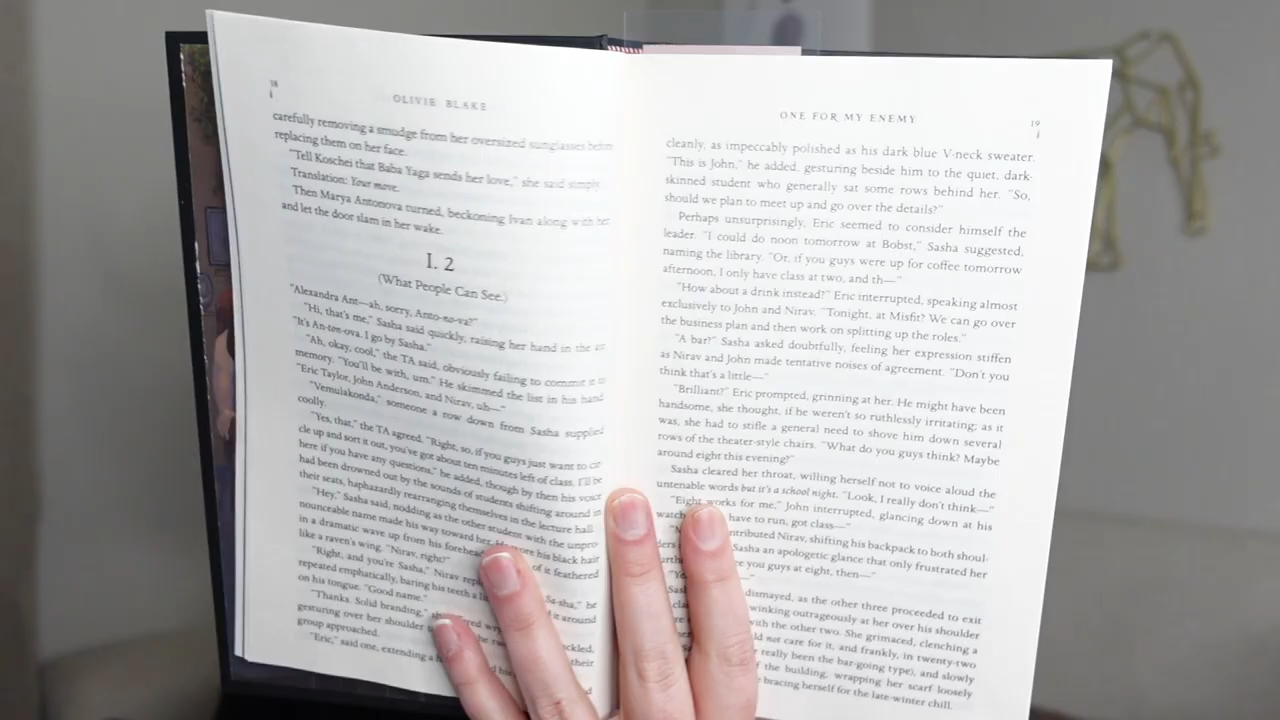 18
OLIVIE BLAKE
carefully removing a smudge from her oversized sunglasses before
replacing them on her face.
"Tell Koschei that Baba Yaga sends her love," she said simply.
Translation: Your move.
Then Marya Antonova turned, beckoning Ivan along with her
and let the door slam in her wake.
I. 2
(What People Can See.)
"Alexandra Ant—ah, sorry, Anto-no-va?"
"Hi, that's me," Sasha said quickly, raising her hand in the air.
"It's An-ton-ova. I go by Sasha."
"Ah, okay, cool," the TA said, obviously failing to commit it to
memory. "You'll be with, um." He skimmed the list in his hand
"Eric Taylor, John Anderson, and Nirav, uh—"
"Vemulakonda," someone a row down from Sasha supplied
coolly.
"Yes, that," the TA agreed. "Right, so, if you guys just want to cir-
cle up and sort it out, you've got about ten minutes left of class. I'll be
here if you have any questions," he added, though by then his voice
had been drowned out by the sounds of students shifting around in
their seats, haphazardly rearranging themselves in the lecture hall.
"Hey," Sasha said, nodding as the other student with the unpro-
nounceable name made his way toward her. He wore his black hair
in a dramatic wave up from his forehead of it feathered
like a raven's wing. "Nirav, right?"
"Right, and you're Sasha," Nirav "Sa-sha," he
repeated emphatically, baring his teeth a it around
on his tongue. "Good name."
"Thanks. Solid branding,"
gesturing over her shoulder their
group approached.
"Eric," said one, extending a
ONE FOR MY ENEMY
19
cleanly, as impeccably polished as his dark blue V-neck sweater.
"This is John," he added, gesturing beside him to the quiet, dark-
skinned student who generally sat some rows behind her. "So,
should we plan to meet up and go over the details?"
Perhaps unsurprisingly, Eric seemed to consider himself the
leader. "I could do noon tomorrow at Bobst," Sasha suggested,
naming the library. "Or, if you guys were up for coffee tomorrow
afternoon, I only have class at two, and th—"
"How about a drink instead?" Eric interrupted, speaking almost
exclusively to John and Nirav. "Tonight, at Misfit? We can go over
the business plan and then work on splitting up the roles."
"A bar?" Sasha asked doubtfully, feeling her expression stiffen
as Nirav and John made tentative noises of agreement. "Don't you
think that's a little—"
"Brilliant?" Eric prompted, grinning at her. He might have been
handsome, she thought, if he weren't so ruthlessly irritating; as it
was, she had to stifle a general need to shove him down several
rows of the theater-style chairs. "What do you guys think? Maybe
around eight this evening?"
Sasha cleared her throat, willing herself not to voice aloud the
untenable words but it's a school night. "Look, I really don't think—"
"Eight works for me," John interrupted, glancing down at his
watch. have to run, got class—"
contributed Nirav, shifting his backpack to both shoul-
ders Sasha an apologetic glance that only frustrated her
you guys at eight, then—"
dismayed, as the other three proceeded to exit
winking outrageously at her over his shoulder
with the other two. She grimaced, clenching a
not care for it, and frankly, in twenty-two
really been the bar-going type), and slowly
of the building, wrapping her scarf loosely
bracing herself for the late-winter chill.